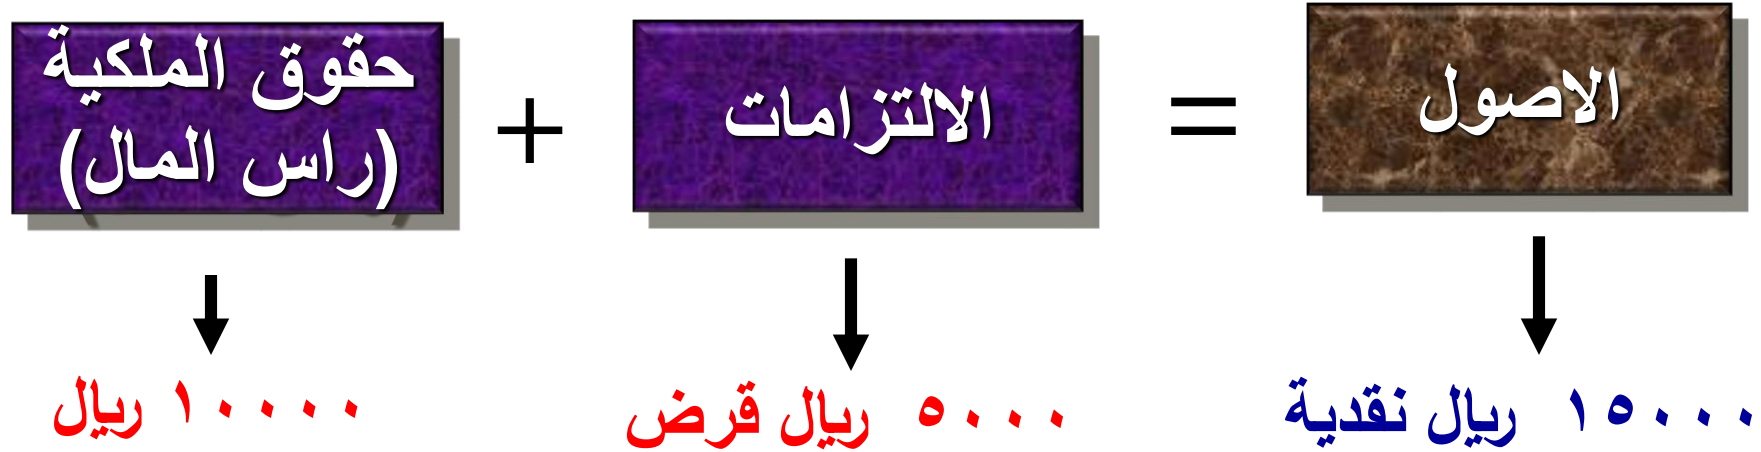 الاصول
=
الالتزامات
+
حقوق الملكية
(راس المال)
١٥٠٠٠ ريال نقدية
٥٠٠٠ ريال قرض
١٠٠٠٠ ريال